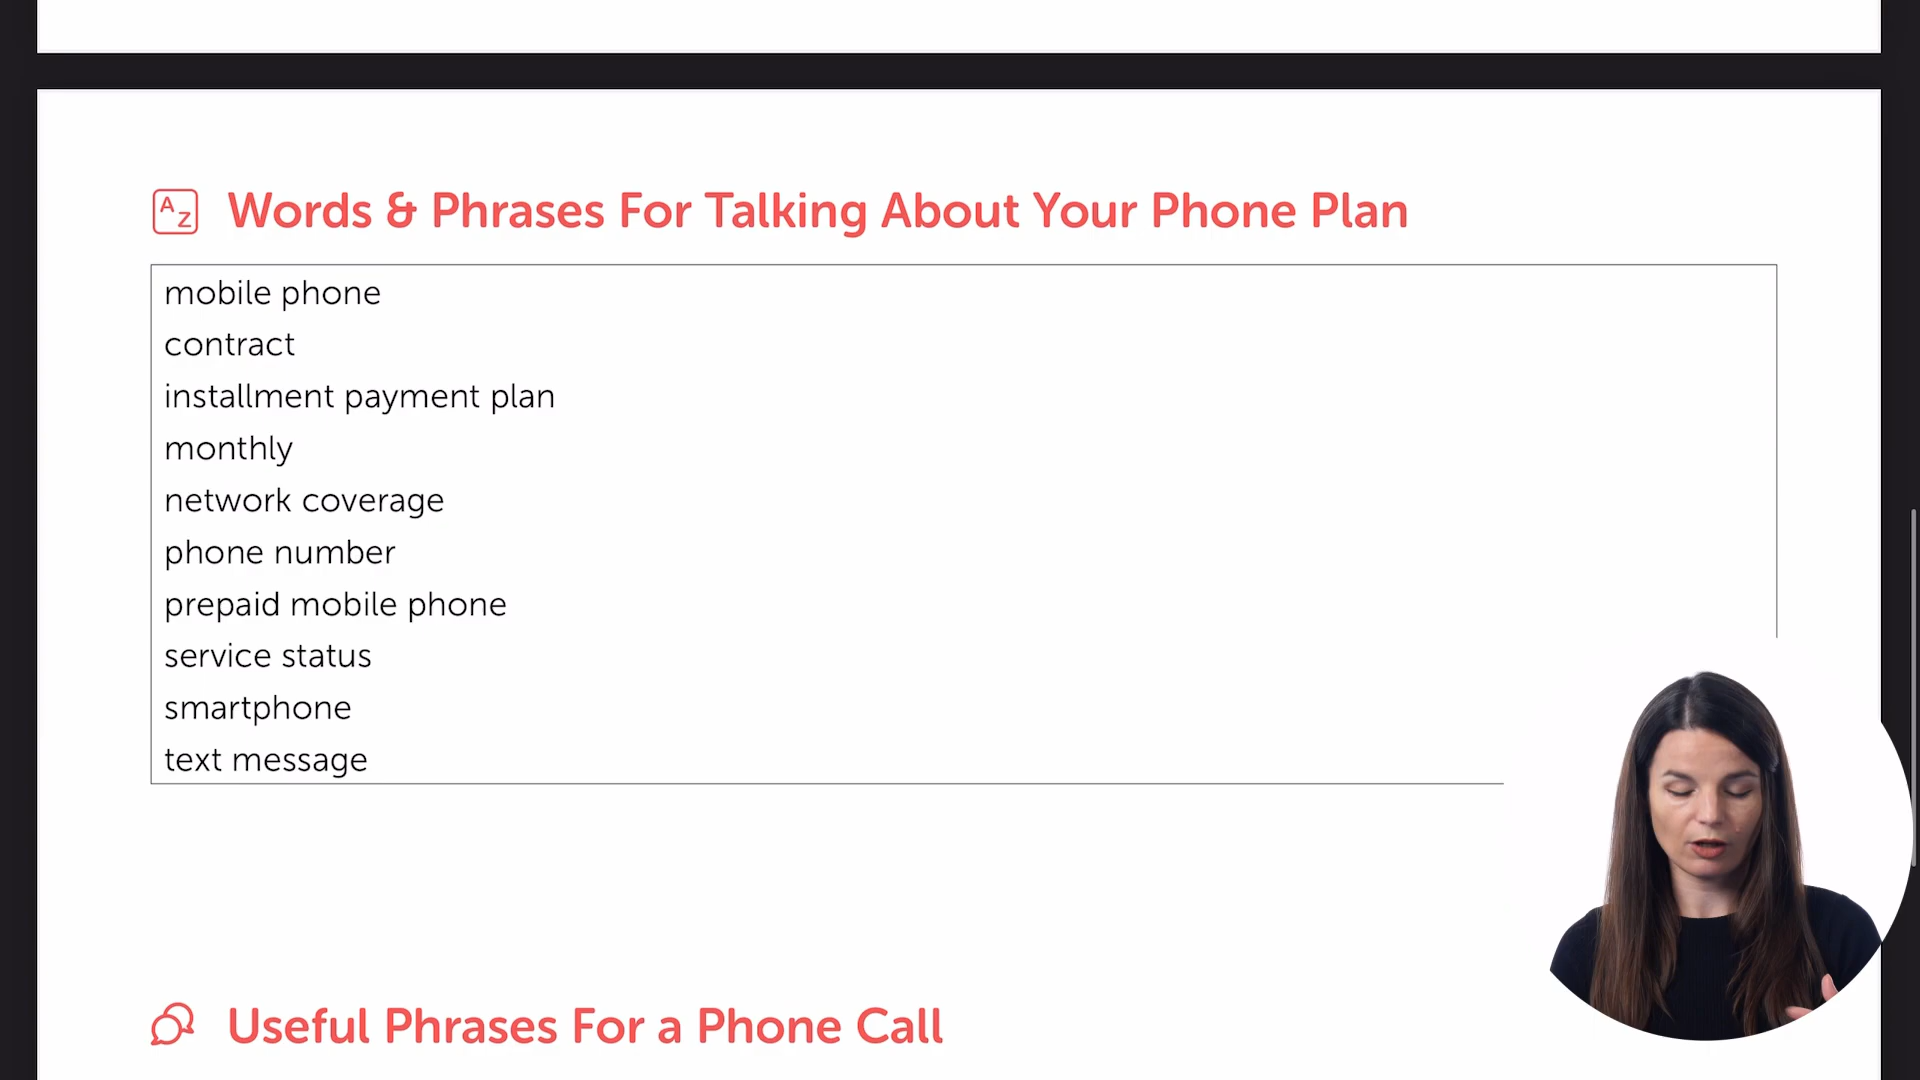 Words & Phrases For Talking About Your Phone Plan
mobile phone
contract
installment payment plan
monthly
network coverage
phone number
prepaid mobile phone
service status
smartphone
text message
Useful Phrases For a Phone Call